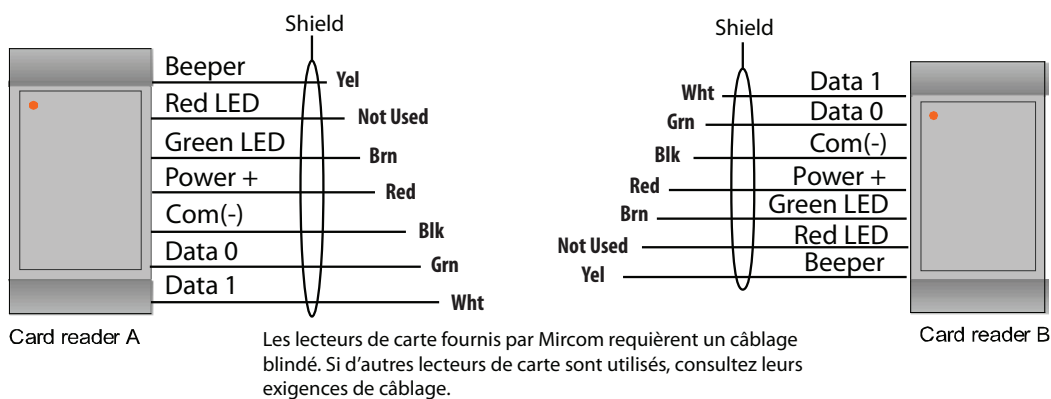 Shield
Beeper
Yel
Red LED
Not Used
Green LED
Brn
Power +
Red
Com(-)
Blk
Data 0
Grn
Data 1
Wht
Card reader A
Shield
Wht
Data 1
Grn
Data 0
Blk
Com(-)
Red
Power +
Brn
Green LED
Not Used
Red LED
Yel
Beeper
Card reader B
Les lecteurs de carte fournis par Mircom requièrent un câblage
blindé. Si d'autres lecteurs de carte sont utilisés, consultez leurs
exigences de câblage.